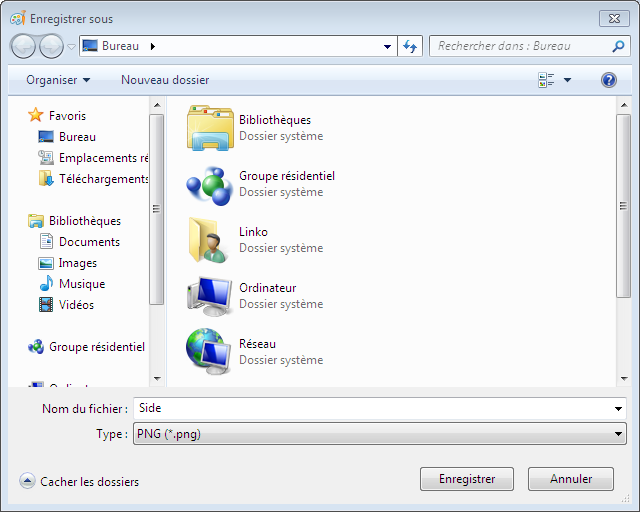 Enregistrer sous
Bureau
Rechercher dans : Bureau
Organiser
Nouveau dossier
Favoris
Bureau
Emplacements ré
Téléchargements
Bibliothèques
Documents
Images
Musique
Vidéos
Groupe résidentiel
Bibliothèques
Dossier système
Groupe résidentiel
Dossier système
Linko
Dossier système
Ordinateur
Dossier système
Réseau
Dossier système
Nom du fichier :
Side
Type :
PNG (*.png)
Cacher les dossiers
Enregistrer
Annuler